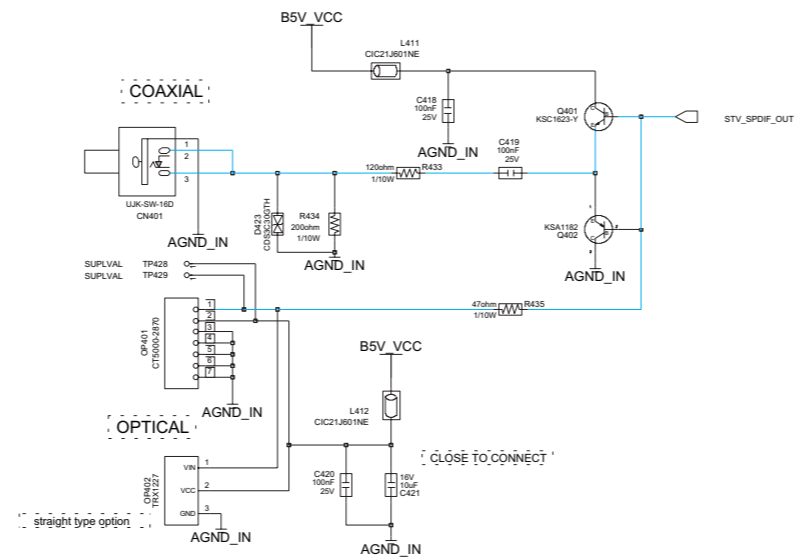 B5V_VCC
L411
CIC21J601NE
COAXIAL
C418
100nF
25V
Q401
KSC1623-Y
STV_SPDIF_OUT
AGND_IN
C419
100nF
25V
1
2
3
120ohm
R433
1/10W
UJK-SW-16D
CN401
D423
CDS3C30GTH
R434
200ohm
1/10W
KSA1182
Q402
AGND_IN
AGND_IN
AGND_IN
SUPLVAL TP428
SUPLVAL TP429
47ohm
R435
1/10W
OP401
CT5000-2870
1
2
3
4
5
6
7
B5V_VCC
AGND_IN
L412
CIC21J601NE
OPTICAL
CLOSE TO CONNECT
OP402
TRX1227
VIN 1
VCC 2
GND 3
C420
100nF
25V
16V
10uF
C421
straight type option
AGND_IN
AGND_IN